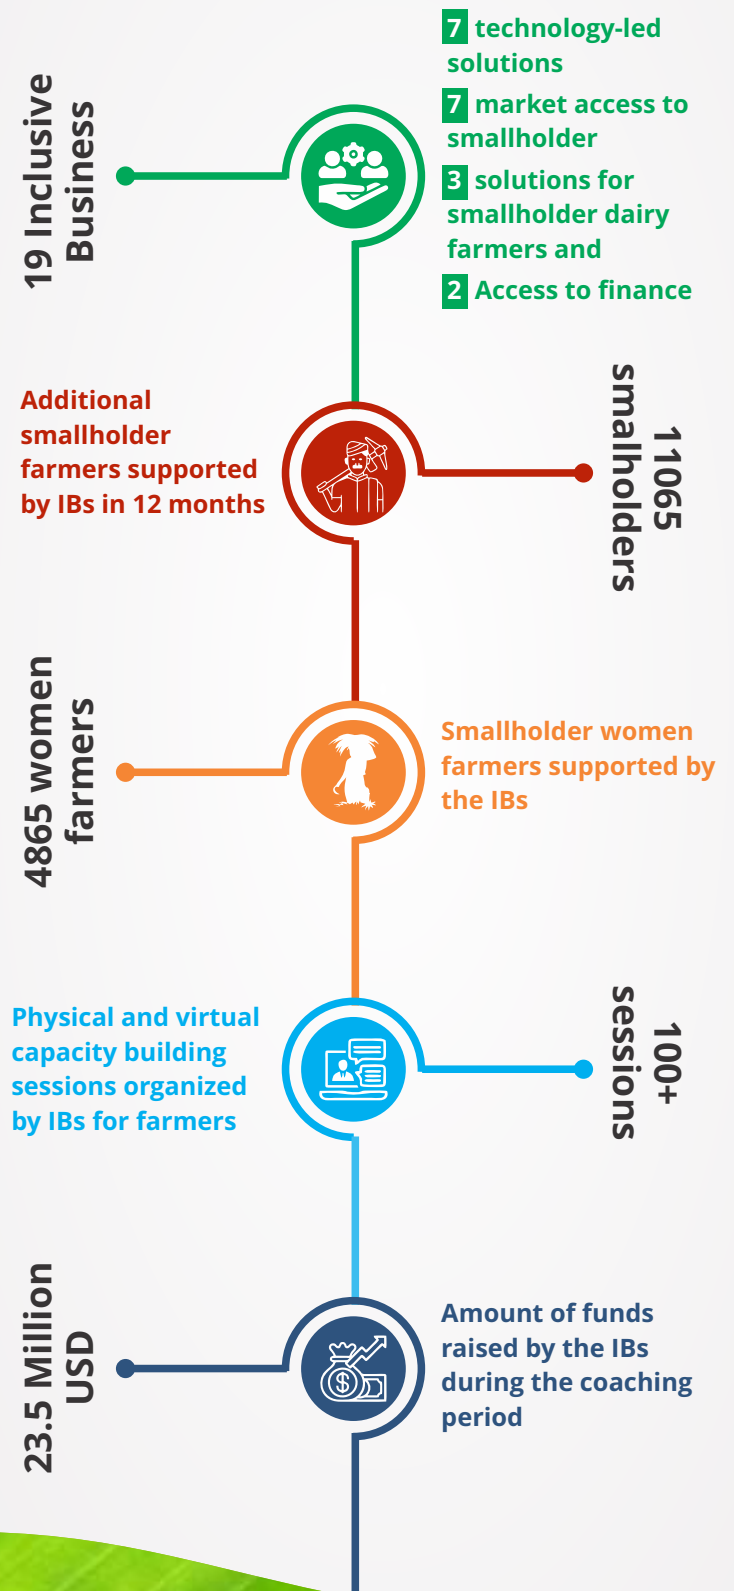 19 Inclusive
Business
7 technology-led
solutions
7 market access to
smallholder
3 solutions for
smallholder dairy
farmers and
2 Access to finance
Additional
smallholder
farmers supported
by IBs in 12 months
11065
smallholders
4865 women
farmers
Smallholder women
farmers supported by
the IBs
Physical and virtual
capacity building
sessions organized
by IBs for farmers
100+
sessions
23.5 Million
USD
Amount of funds
raised by the IBs
during the coaching
period